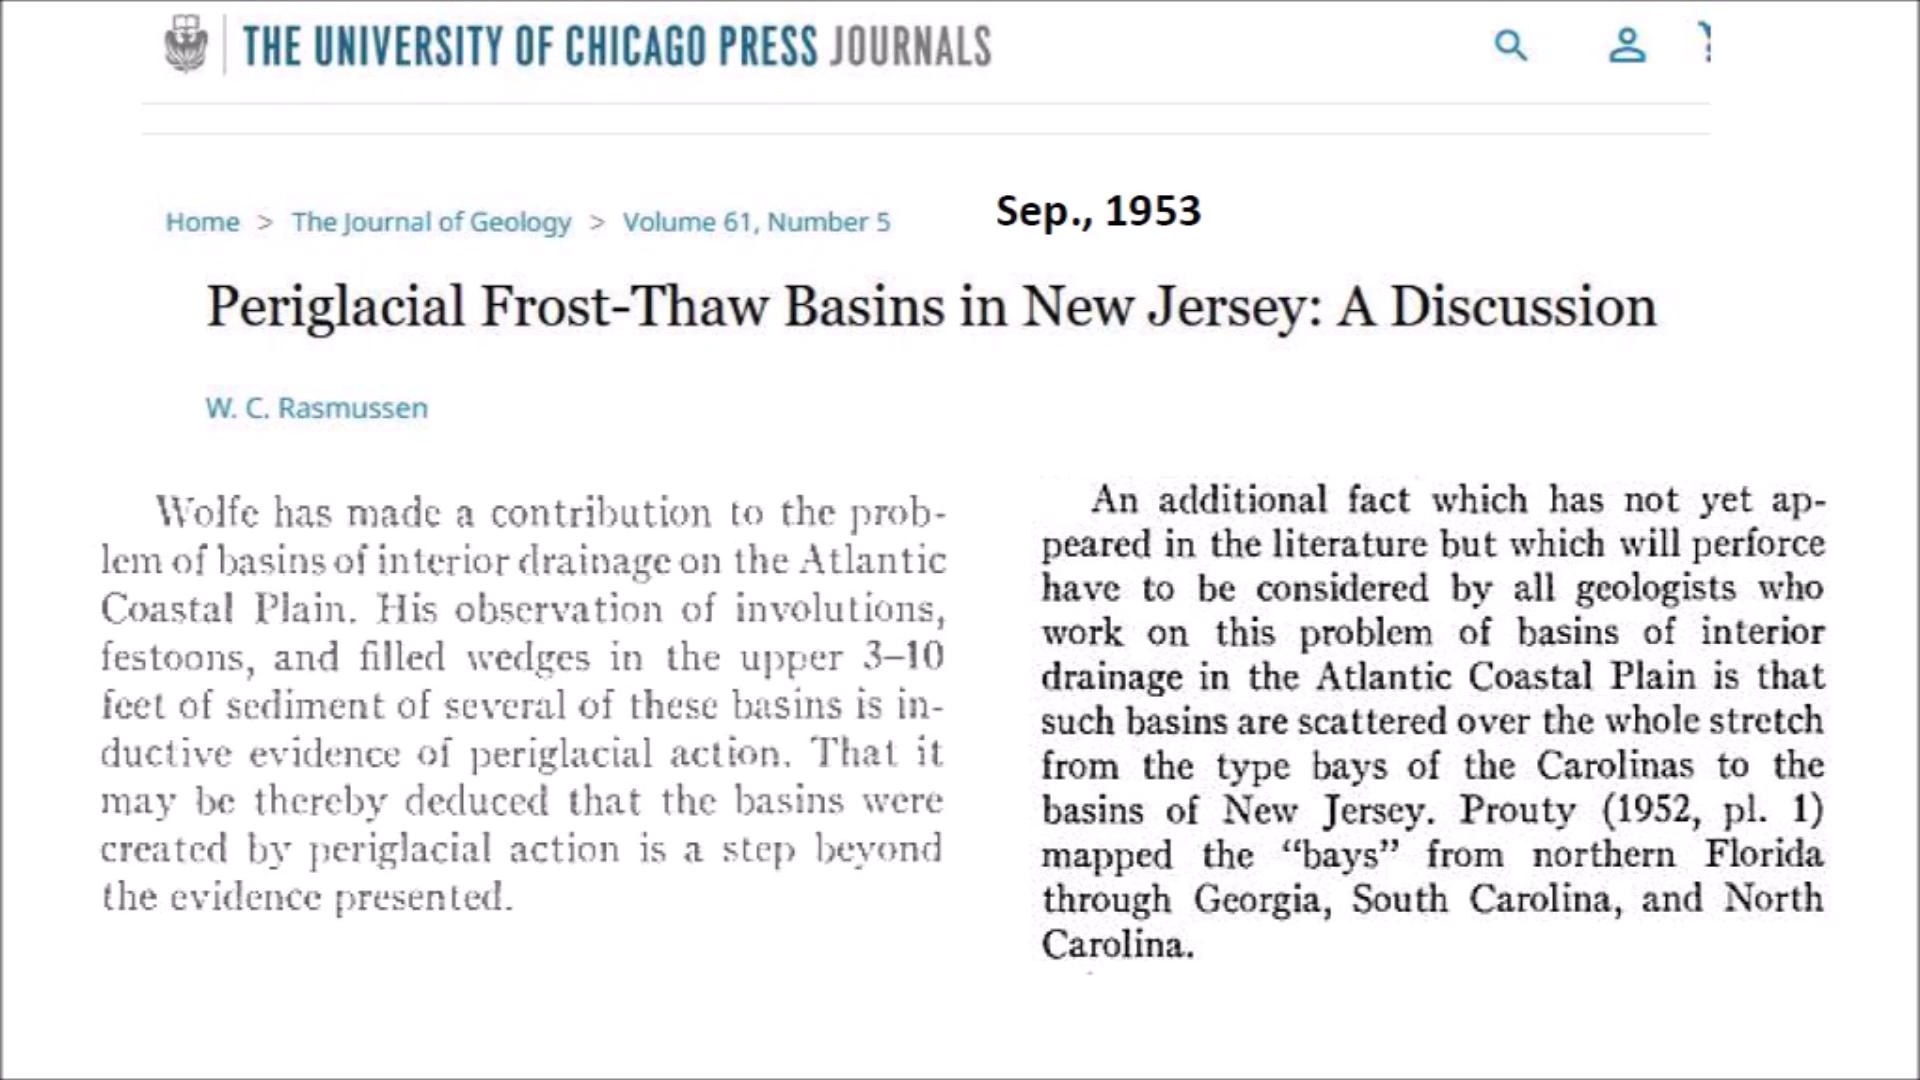 THE UNIVERSITY OF CHICAGO PRESS JOURNALS
Home > The Journal of Geology > Volume 61, Number 5
Sep., 1953
Periglacial Frost-Thaw Basins in New Jersey: A Discussion
W. C. Rasmussen
Wolfe has made a contribution to the prob-
lem of basins of interior drainage on the Atlantic
Coastal Plain. His observation of involutions,
festoons, and filled wedges in the upper 3–10
feet of sediment of several of these basins is in-
ductive evidence of periglacial action. That it
may be thereby deduced that the basins were
created by periglacial action is a step beyond
the evidence presented.
An additional fact which has not yet ap-
peared in the literature but which will perforce
have to be considered by all geologists who
work on this problem of basins of interior
drainage in the Atlantic Coastal Plain is that
such basins are scattered over the whole stretch
from the type bays of the Carolinas to the
basins of New Jersey. Prouty (1952, pl. 1)
mapped the “bays” from northern Florida
through Georgia, South Carolina, and North
Carolina.